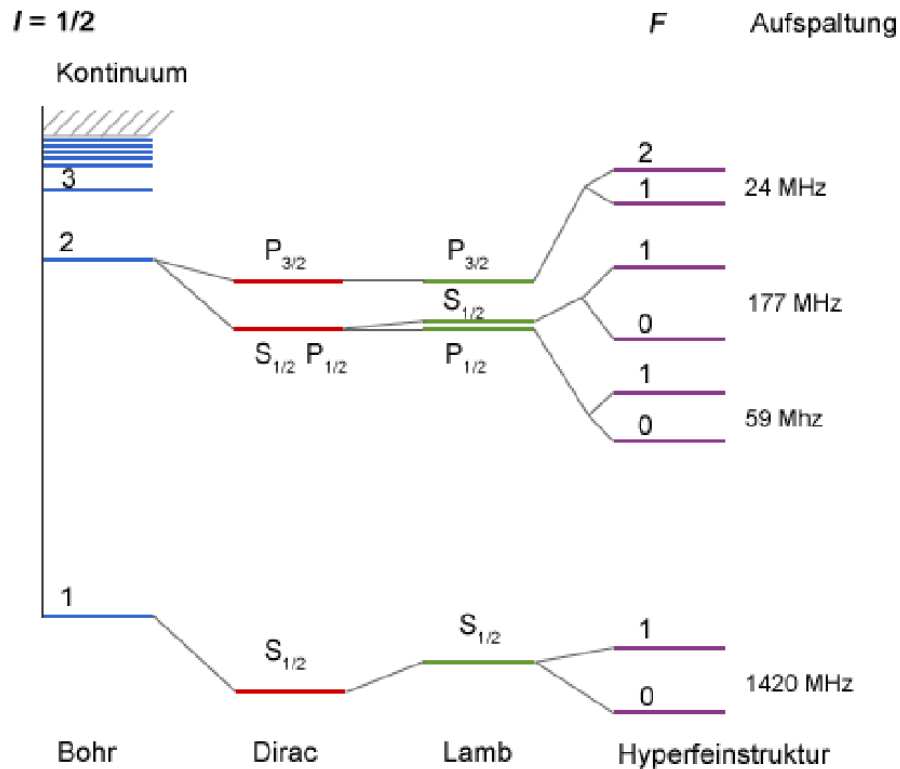 I = 1/2 F Aufspaltung
Kontinuum
3
2
1
P3/2
S1/2 P1/2
S1/2
P3/2
S1/2
P1/2
S1/2
2
1
24 MHz
1
0
177 MHz
1
0
59 Mhz
1
0
1420 MHz
Bohr Dirac Lamb Hyperfeinstruktur